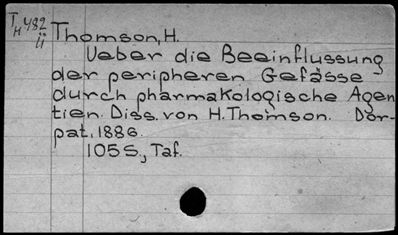 TH 482
ü
Thomson, H.
Ueber die Beeinflussung
der peripheren Gefässe
durch pharmakologische Agen
tien. Diss. von H. Thomson. Dor-
pat, 1886.
105 S., Taf.